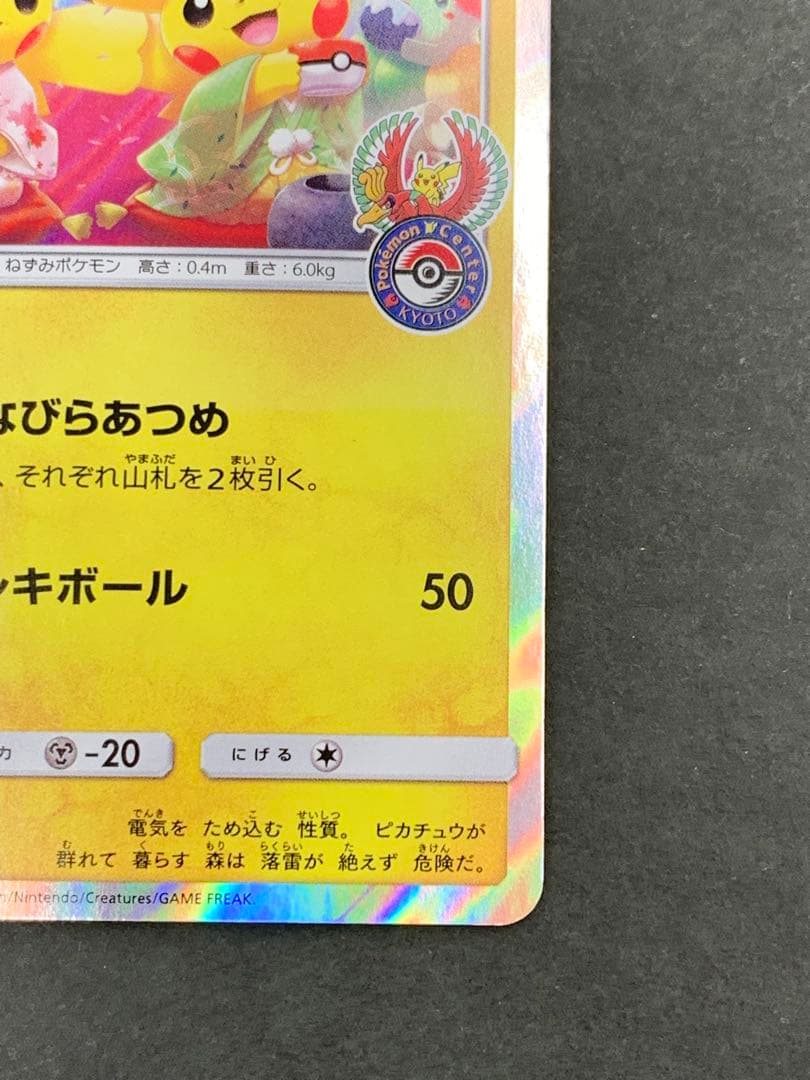 Pokémon Center
KYOTO
ねずみポケモン 高さ：0.4m 重さ：6.0kg
なびらあつめ
、それぞれ山札を2枚引く。
ンキボール 50
力 -20 にげる
電気を ため込む 性質。 ピカチュウが
群れて 暮らす 森は 落雷が 絶えず 危険だ。
n/Nintendo/Creatures/GAME FREAK.